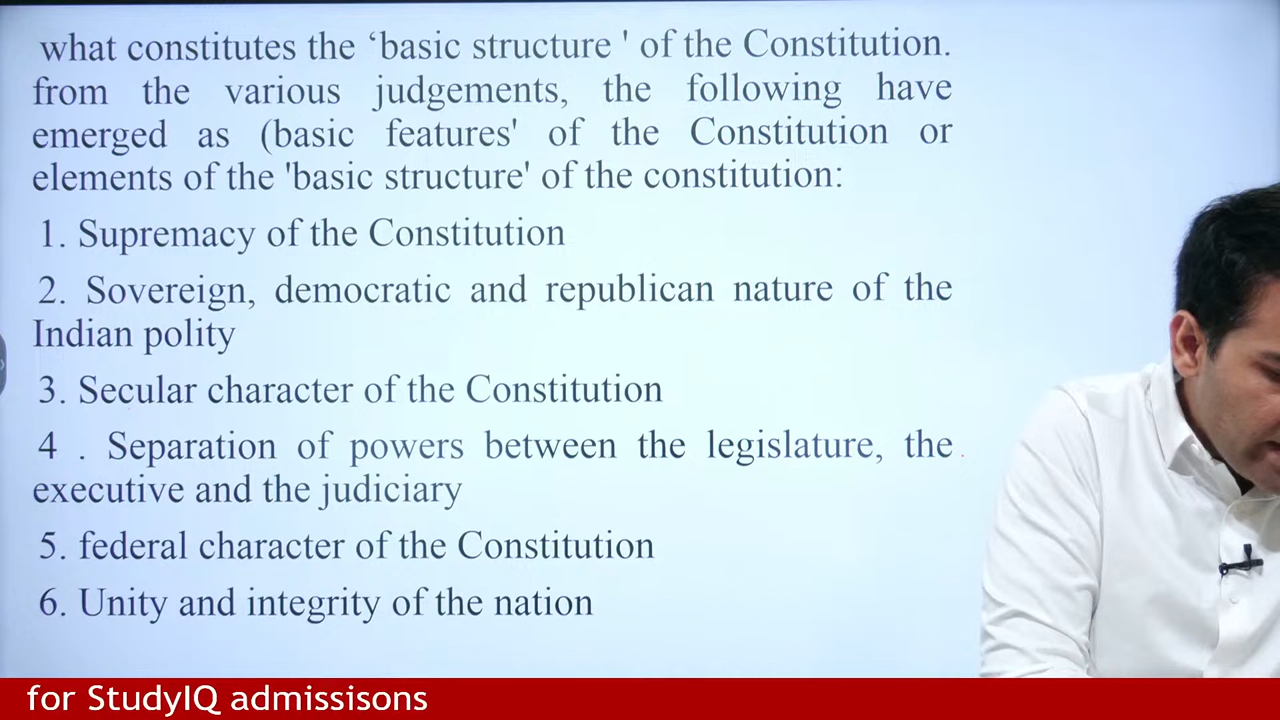 what constitutes the ‘basic structure ' of the Constitution.
from the various judgements, the following have
emerged as (basic features' of the Constitution or
elements of the 'basic structure' of the constitution:
1. Supremacy of the Constitution
2. Sovereign, democratic and republican nature of the
Indian polity
3. Secular character of the Constitution
4 . Separation of powers between the legislature, the
executive and the judiciary
5. federal character of the Constitution
6. Unity and integrity of the nation
for StudyIQ admissisons